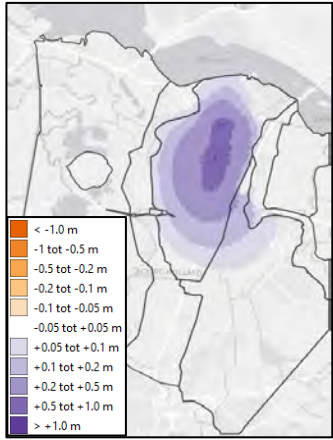 < -1.0 m
-1 tot -0.5 m
-0.5 tot -0.2 m
-0.2 tot -0.1 m
-0.1 tot -0.05 m
-0.05 tot +0.05 m
+0.05 tot +0.1 m
+0.1 tot +0.2 m
+0.2 tot +0.5 m
+0.5 tot +1.0 m
> +1.0 m